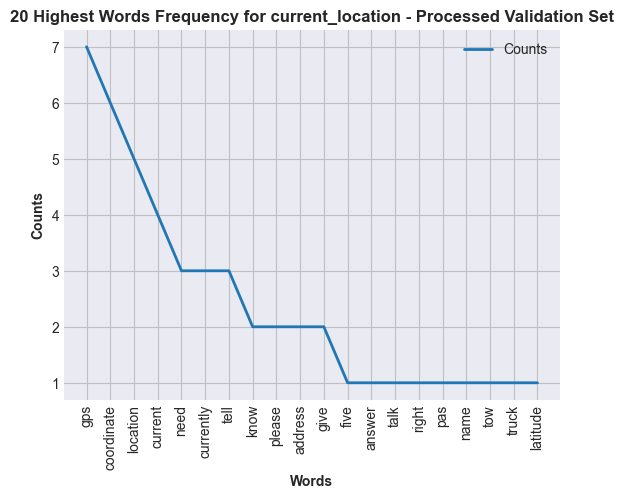 20 Highest Words Frequency for current_location - Processed Validation Set
Counts
7
6
5
4
3
2
1
Counts
gps
coordinate
location
current
need
currently
tell
know
please
address
give
five
answer
talk
right
pas
name
tow
truck
latitude
Words